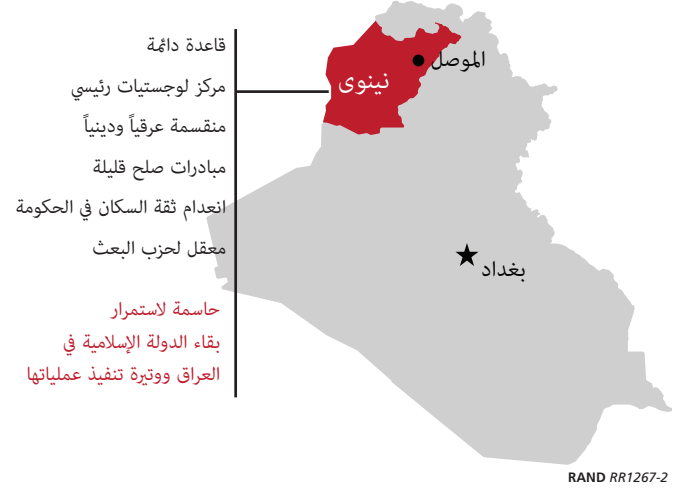 قاعدة دائمة
مركز لوجستيات رئيسي
منقسمة عرقياً ودينياً
مبادرات صلح قليلة
انعدام ثقة السكان في الحكومة
معقل لحزب البعث
حاسمة لاستمرار
بقاء الدولة الإسلامية في
العراق ووتيرة تنفيذ عملياتها
الموصل
نينوى
بغداد
RAND RR1267-2